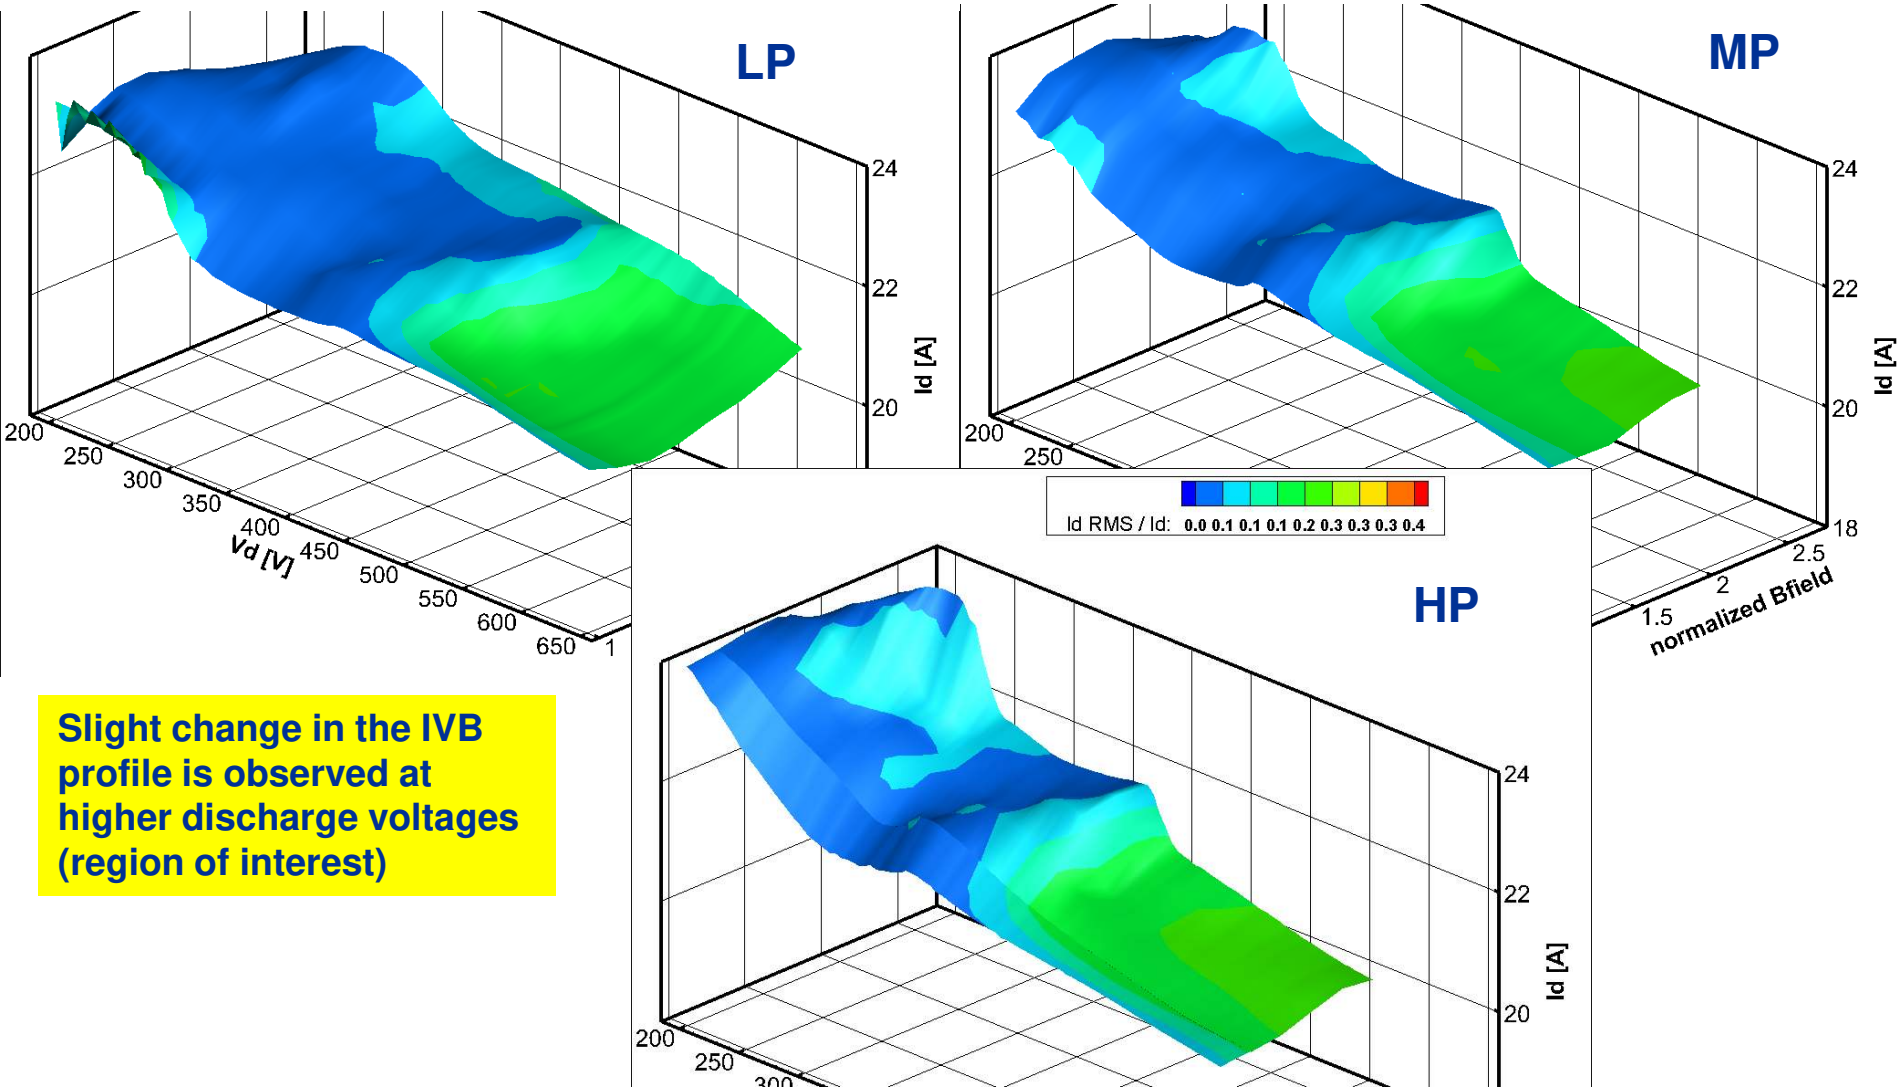 LP
24
22
20
Id [A]
200
250
300
350
400
450
500
550
600
650
Vd [V]
1
MP
24
22
20
18
Id [A]
200
250
1.5
2
2.5
normalized Bfield
Id RMS / Id: 0.0 0.1 0.1 0.1 0.2 0.3 0.3 0.3 0.4
HP
24
22
20
Id [A]
200
250
300
Slight change in the IVB
profile is observed at
higher discharge voltages
(region of interest)